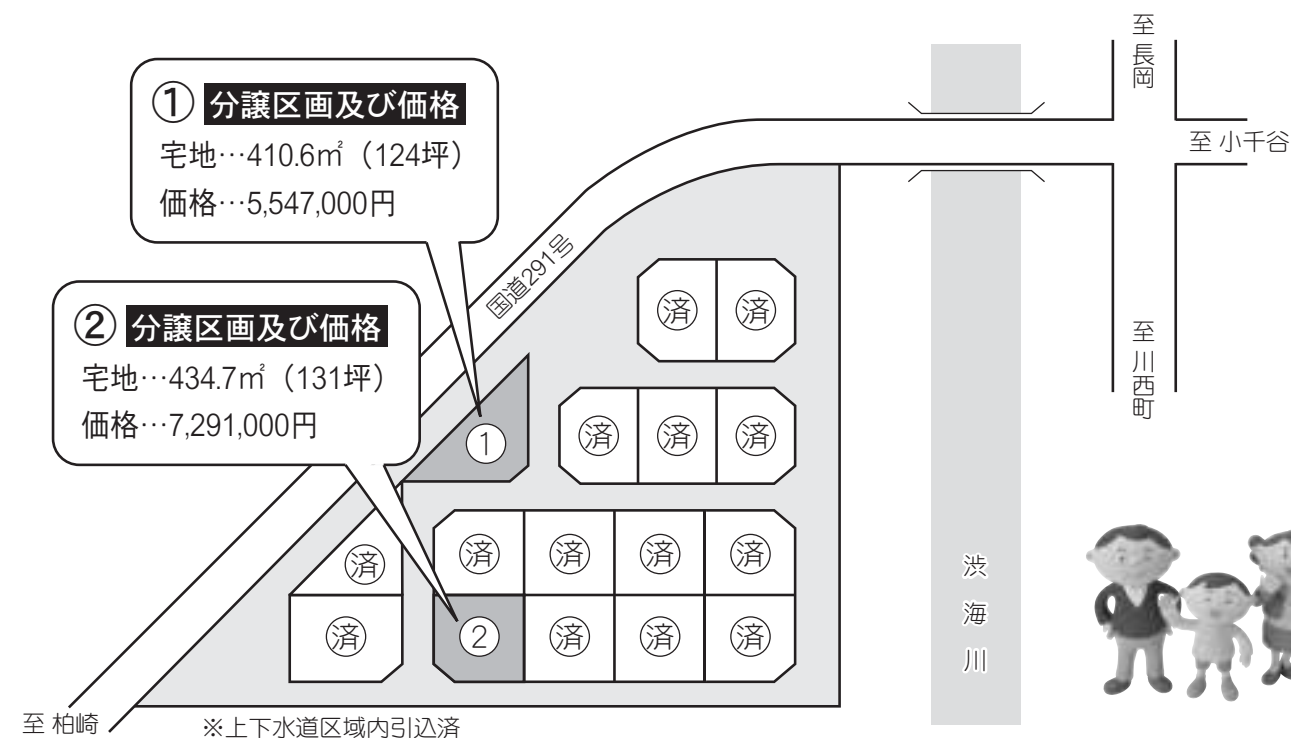 ① 分譲区画及び価格
宅地…410.6㎡（124坪）
価格…5,547,000円
② 分譲区画及び価格
宅地…434.7㎡（131坪）
価格…7,291,000円
至長岡
至 小千谷
至川西町
国道291号
済 済
① 済 済 済
済 済 済 済 済
済 ② 済 済 済
渋海川
至 柏崎
※上下水道区域内引込済